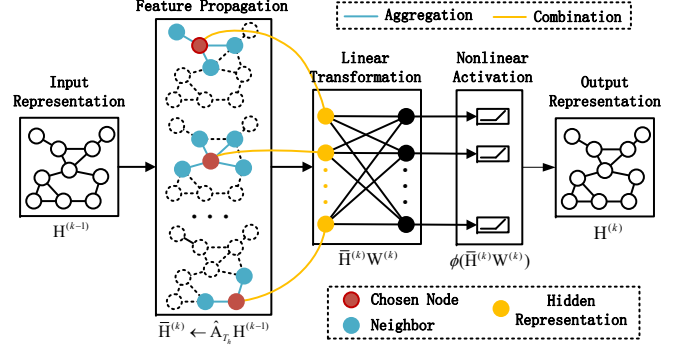 Feature Propagation
Aggregation
Combination
Input
Representation
Linear
Transformation
Nonlinear
Activation
Output
Representation
H^{(k-1)}
H̅^{(k)}W^{(k)}
ϕ(H̅^{(k)}W^{(k)})
H^{(k)}
H̅^{(k)} ← Â_{T_k} H^{(k-1)}
Chosen Node
Neighbor
Hidden
Representation